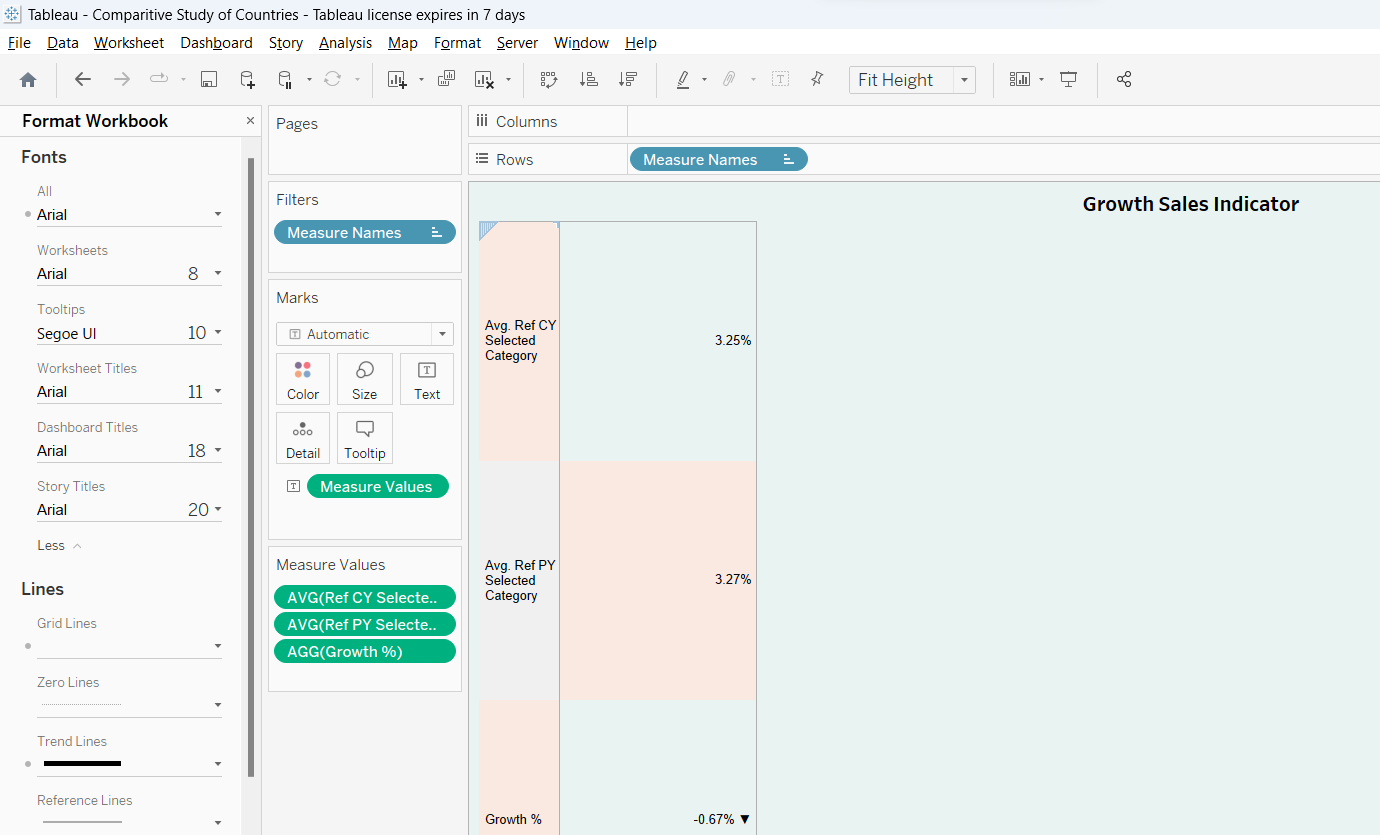 Tableau - Comparitive Study of Countries - Tableau license expires in 7 days
File Data Worksheet Dashboard Story Analysis Map Format Server Window Help
Fit Height
Format Workbook
Fonts
All
Arial
Worksheets
Arial 8
Tooltips
Segoe UI 10
Worksheet Titles
Arial 11
Dashboard Titles
Arial 18
Story Titles
Arial 20
Less
Lines
Grid Lines
Zero Lines
Trend Lines
Reference Lines
Pages
Filters
Measure Names
Marks
T Automatic
Color
Size
T
Text
Detail
Tooltip
T Measure Values
Measure Values
AVG(Ref CY Selecte..
AVG(Ref PY Selecte..
AGG(Growth %)
Columns
Rows
Measure Names
Growth Sales Indicator
Avg. Ref CY
Selected
Category
3.25%
Avg. Ref PY
Selected
Category
3.27%
Growth %
-0.67% ▼